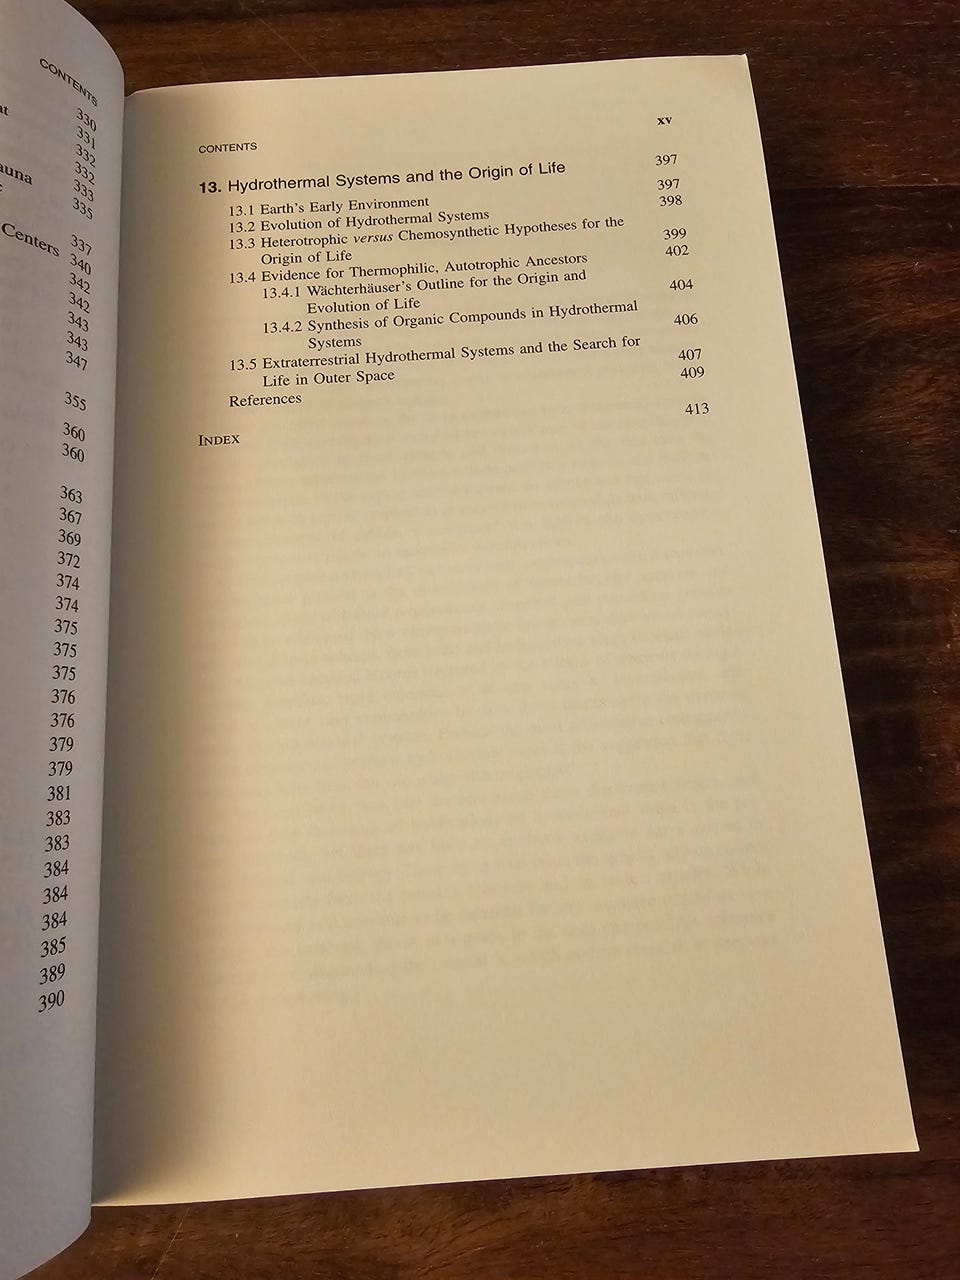 CONTENTS
330
331
332
auna 332
333
335
Centers 337
340
342
342
343
343
347
355
360
360
363
367
369
372
374
374
375
375
375
376
376
379
379
381
383
383
384
384
384
385
389
390
CONTENTS xv
13. Hydrothermal Systems and the Origin of Life 397
13.1 Earth's Early Environment 397
13.2 Evolution of Hydrothermal Systems 398
13.3 Heterotrophic versus Chemosynthetic Hypotheses for the
Origin of Life 399
13.4 Evidence for Thermophilic, Autotrophic Ancestors 402
13.4.1 Wächterhäuser's Outline for the Origin and
Evolution of Life 404
13.4.2 Synthesis of Organic Compounds in Hydrothermal
Systems 406
13.5 Extraterrestrial Hydrothermal Systems and the Search for
Life in Outer Space 407
References 409
INDEX 413